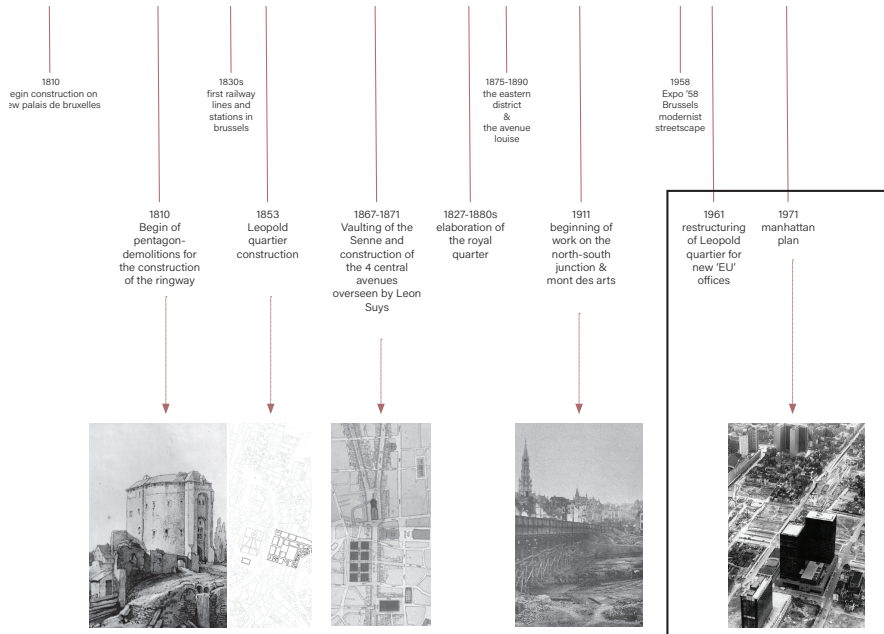 1810
egin construction on
ew palais de bruxelles
1830s
first railway
lines and
stations in
brussels
1875-1890
the eastern
district
&
the avenue
louise
1958
Expo '58
Brussels
modernist
streetscape
1810
Begin of
pentagon-
demolitions for
the construction
of the ringway
1853
Leopold
quartier
construction
1867-1871
Vaulting of the
Senne and
construction of
the 4 central
avenues
overseen by Leon
Suys
1827-1880s
elaboration of
the royal
quarter
1911
beginning of
work on the
north-south
junction &
mont des arts
1961
restructuring
of Leopold
quartier for
new 'EU'
offices
1971
manhattan
plan